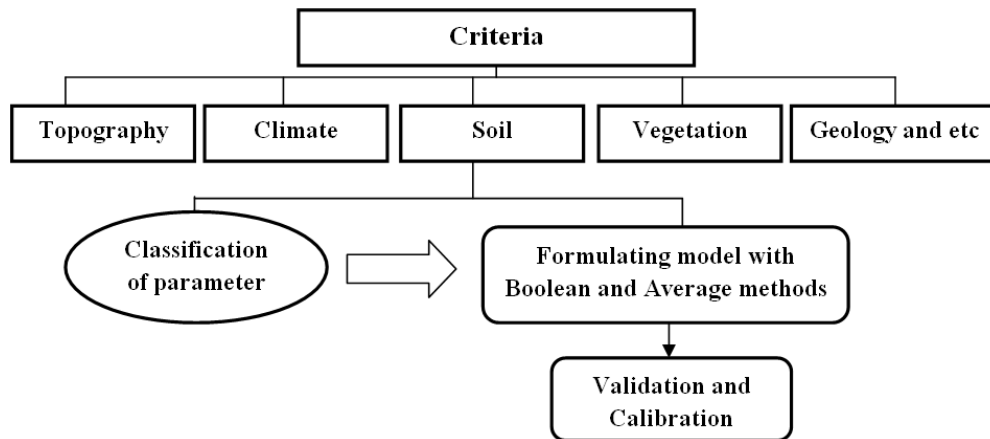 Criteria
Topography
Climate
Soil
Vegetation
Geology and etc
Classification
of parameter
Formulating model with
Boolean and Average methods
Validation and
Calibration